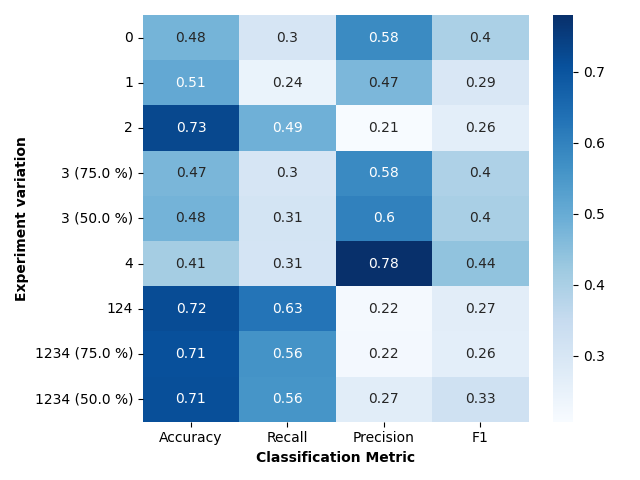 Experiment variation
0 0.48 0.3 0.58 0.4
1 0.51 0.24 0.47 0.29
2 0.73 0.49 0.21 0.26
3 (75.0 %) 0.47 0.3 0.58 0.4
3 (50.0 %) 0.48 0.31 0.6 0.4
4 0.41 0.31 0.78 0.44
124 0.72 0.63 0.22 0.27
1234 (75.0 %) 0.71 0.56 0.22 0.26
1234 (50.0 %) 0.71 0.56 0.27 0.33
Accuracy Recall Precision F1
Classification Metric
0.7
0.6
0.5
0.4
0.3